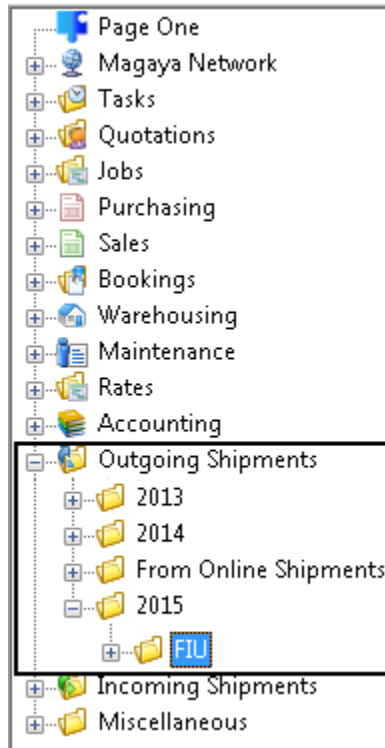 Page One
Magaya Network
Tasks
Quotations
Jobs
Purchasing
Sales
Bookings
Warehousing
Maintenance
Rates
Accounting
Outgoing Shipments
2013
2014
From Online Shipments
2015
FIU
Incoming Shipments
Miscellaneous